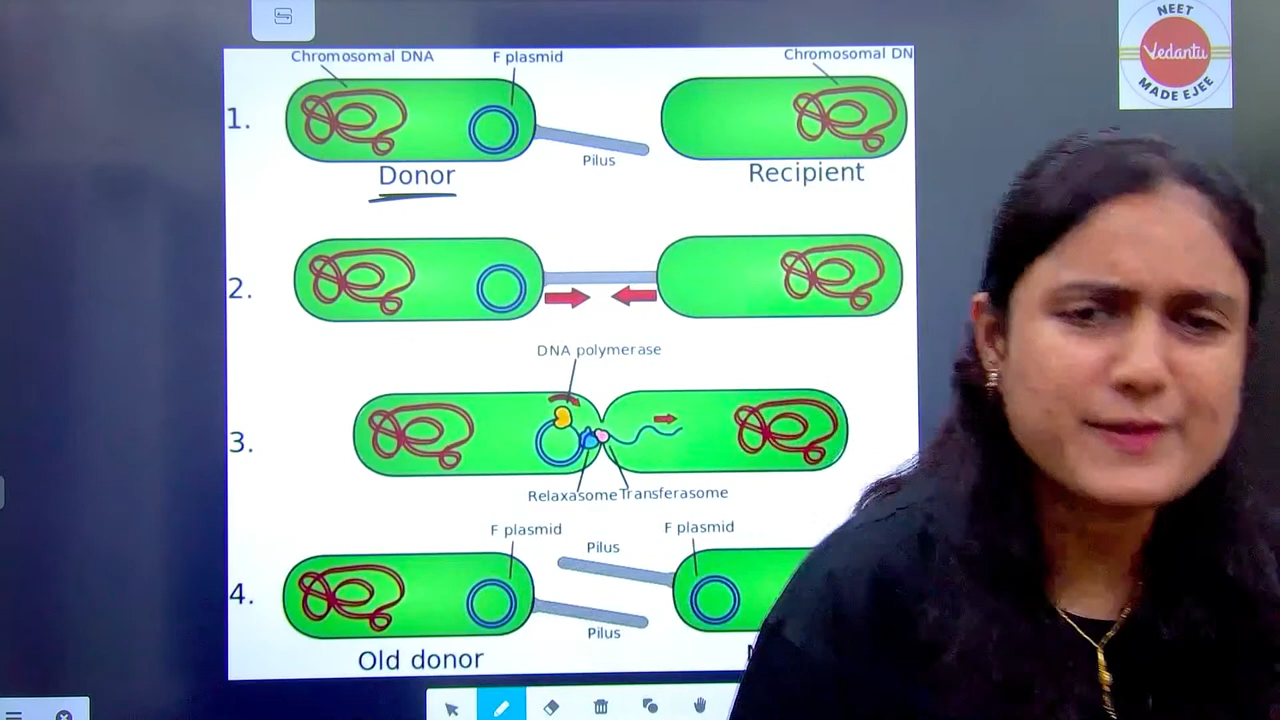 NEET
Vedantu
MADE EJEE
Chromosomal DNA
F plasmid
Chromosomal DN
1.
Pilus
Donor
Recipient
2.
DNA polymerase
3.
Relaxasome
Transferasome
F plasmid
Pilus
F plasmid
4.
Pilus
Old donor